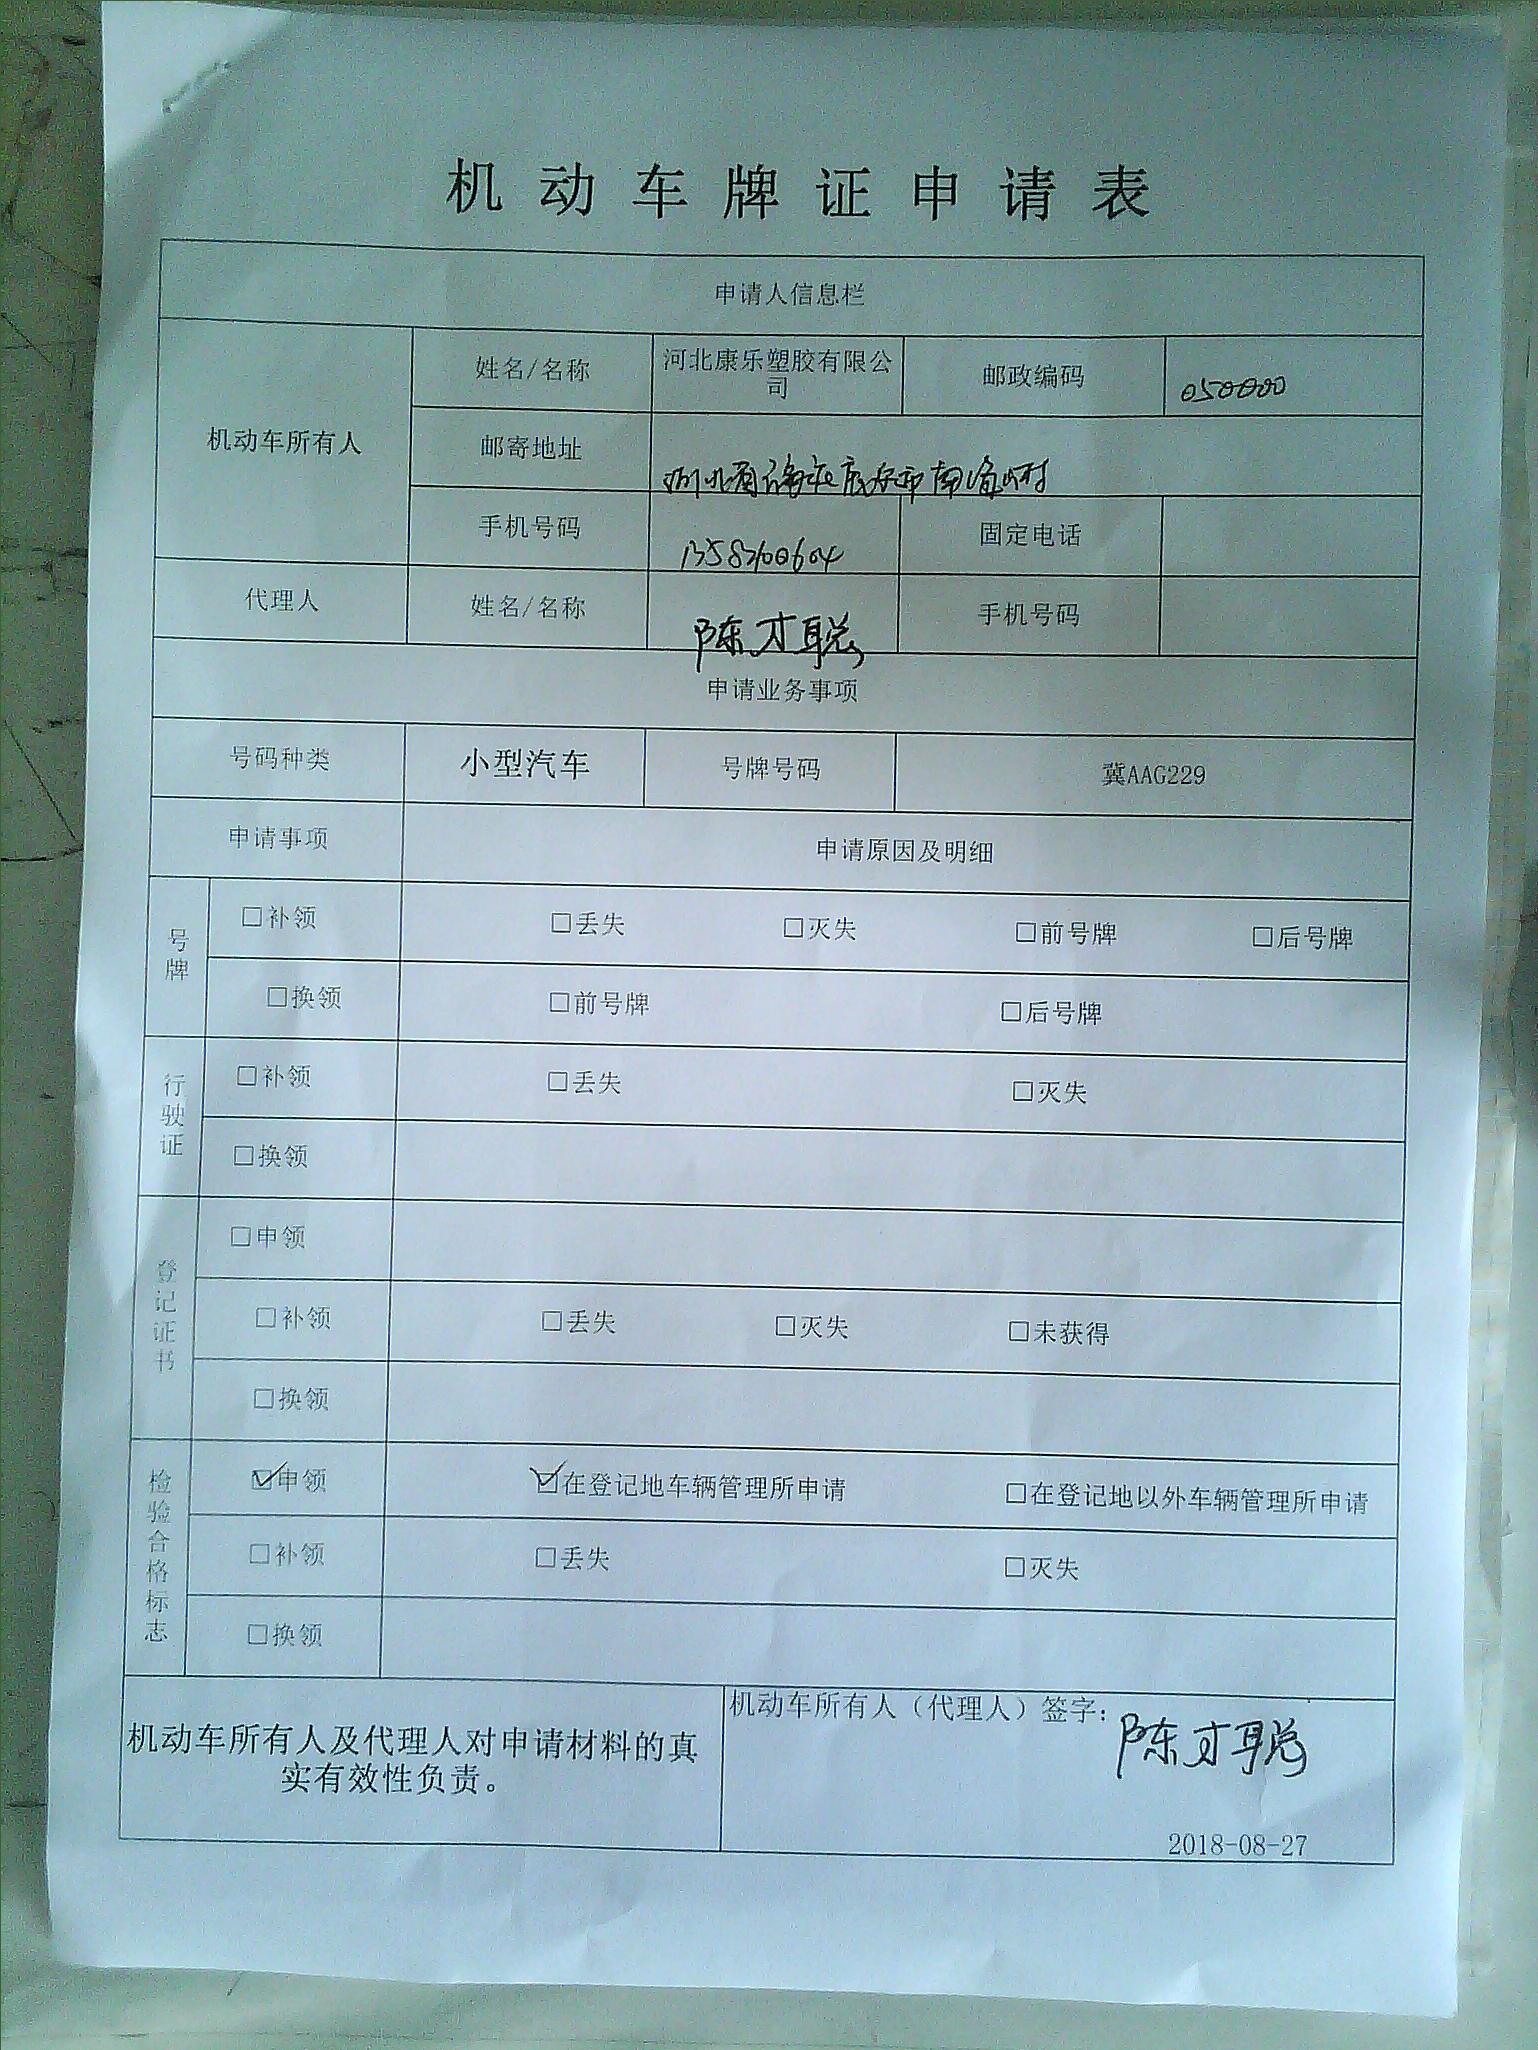 机动车牌证申请表
申请人信息栏
机动车所有人 姓名/名称 河北康乐塑胶有限公司 邮政编码 050000
邮寄地址 河北省 南 村
手机号码 固定电话
代理人 姓名/名称 陈才聪 手机号码
申请业务事项
号码种类 小型汽车 号牌号码 冀AAG229
申请事项 申请原因及明细
号牌 □补领 □丢失 □灭失 □前号牌 □后号牌
□换领 □前号牌 □后号牌
行驶证 □补领 □丢失 □灭失
□换领
登记证书 □申领
□补领 □丢失 □灭失 □未获得
□换领
检验合格标志 ☑申领 ☑在登记地车辆管理所申请 □在登记地以外车辆管理所申请
□补领 □丢失 □灭失
□换领
机动车所有人及代理人对申请材料的真
实有效性负责。
机动车所有人（代理人）签字：
陈才聪
2018-08-27